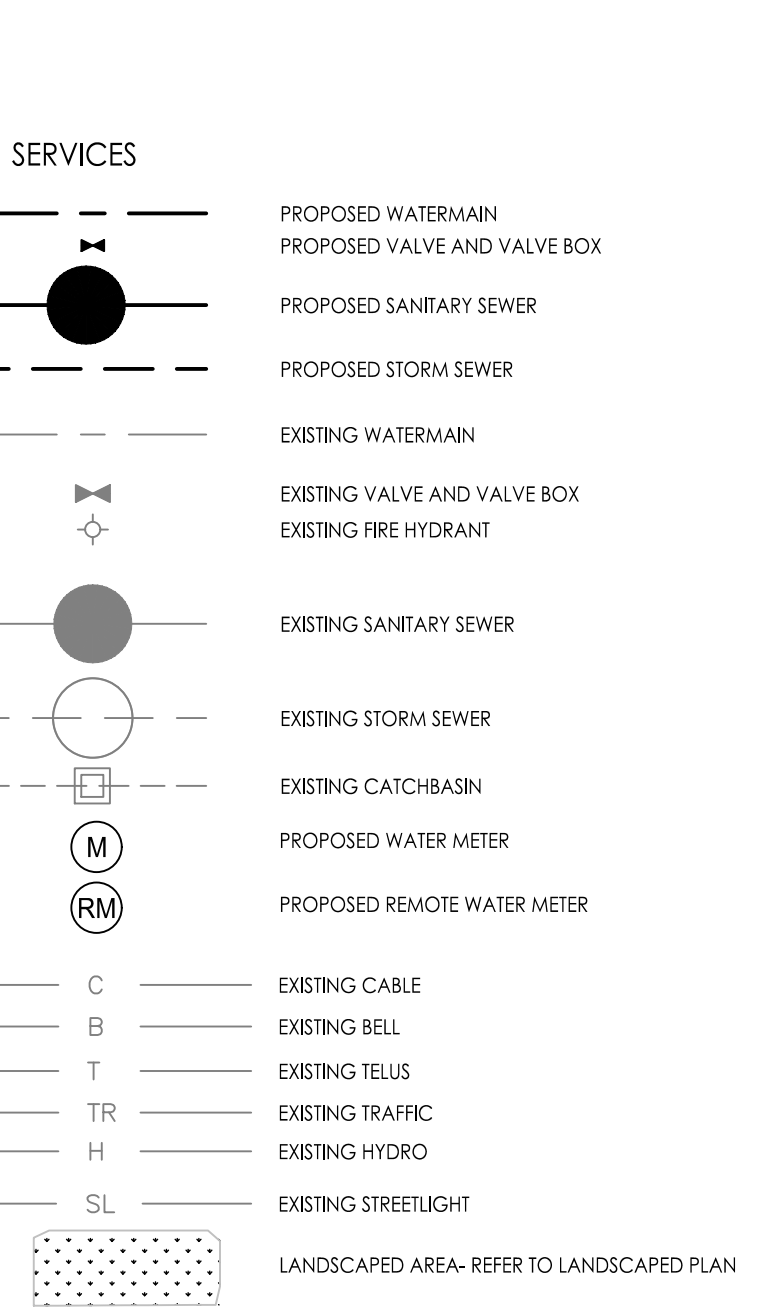 SERVICES
PROPOSED WATERMAIN
PROPOSED VALVE AND VALVE BOX
PROPOSED SANITARY SEWER
PROPOSED STORM SEWER
EXISTING WATERMAIN
EXISTING VALVE AND VALVE BOX
EXISTING FIRE HYDRANT
EXISTING SANITARY SEWER
EXISTING STORM SEWER
EXISTING CATCHBASIN
M PROPOSED WATER METER
RM PROPOSED REMOTE WATER METER
C EXISTING CABLE
B EXISTING BELL
T EXISTING TELUS
TR EXISTING TRAFFIC
H EXISTING HYDRO
SL EXISTING STREETLIGHT
LANDSCAPED AREA- REFER TO LANDSCAPED PLAN